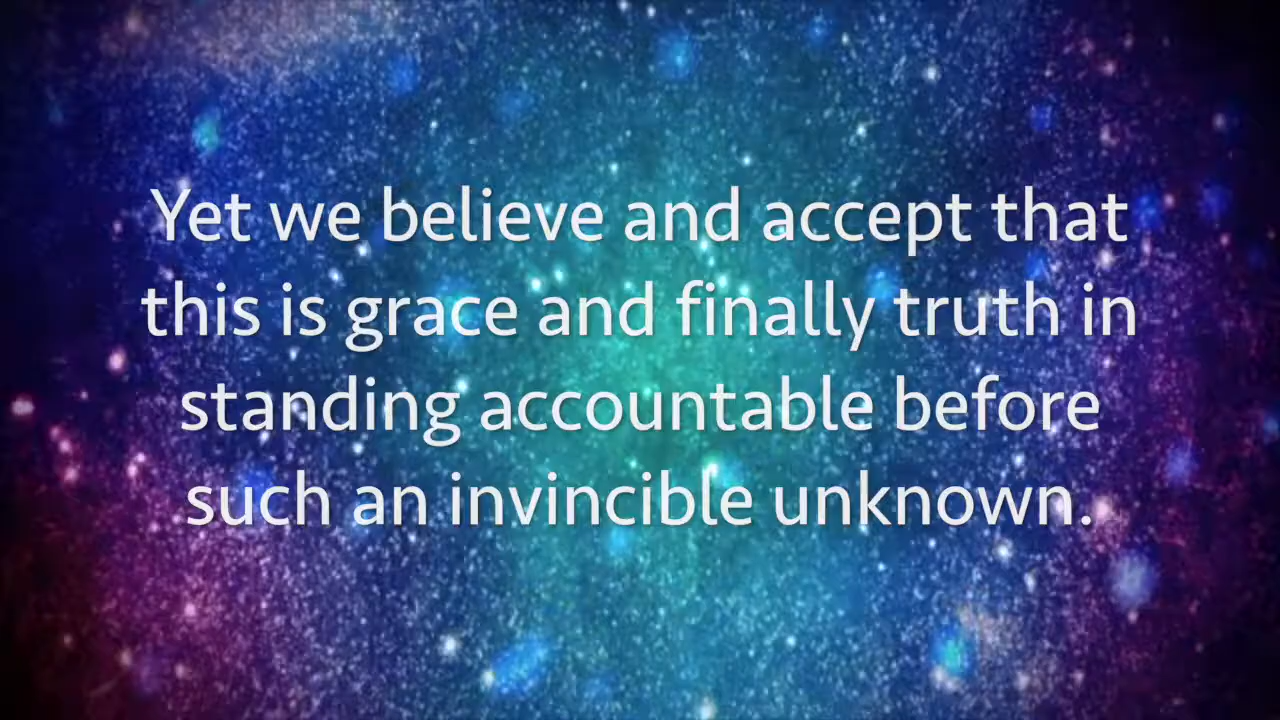 Yet we believe and accept that
this is grace and finally truth in
standing accountable before
such an invincible unknown.